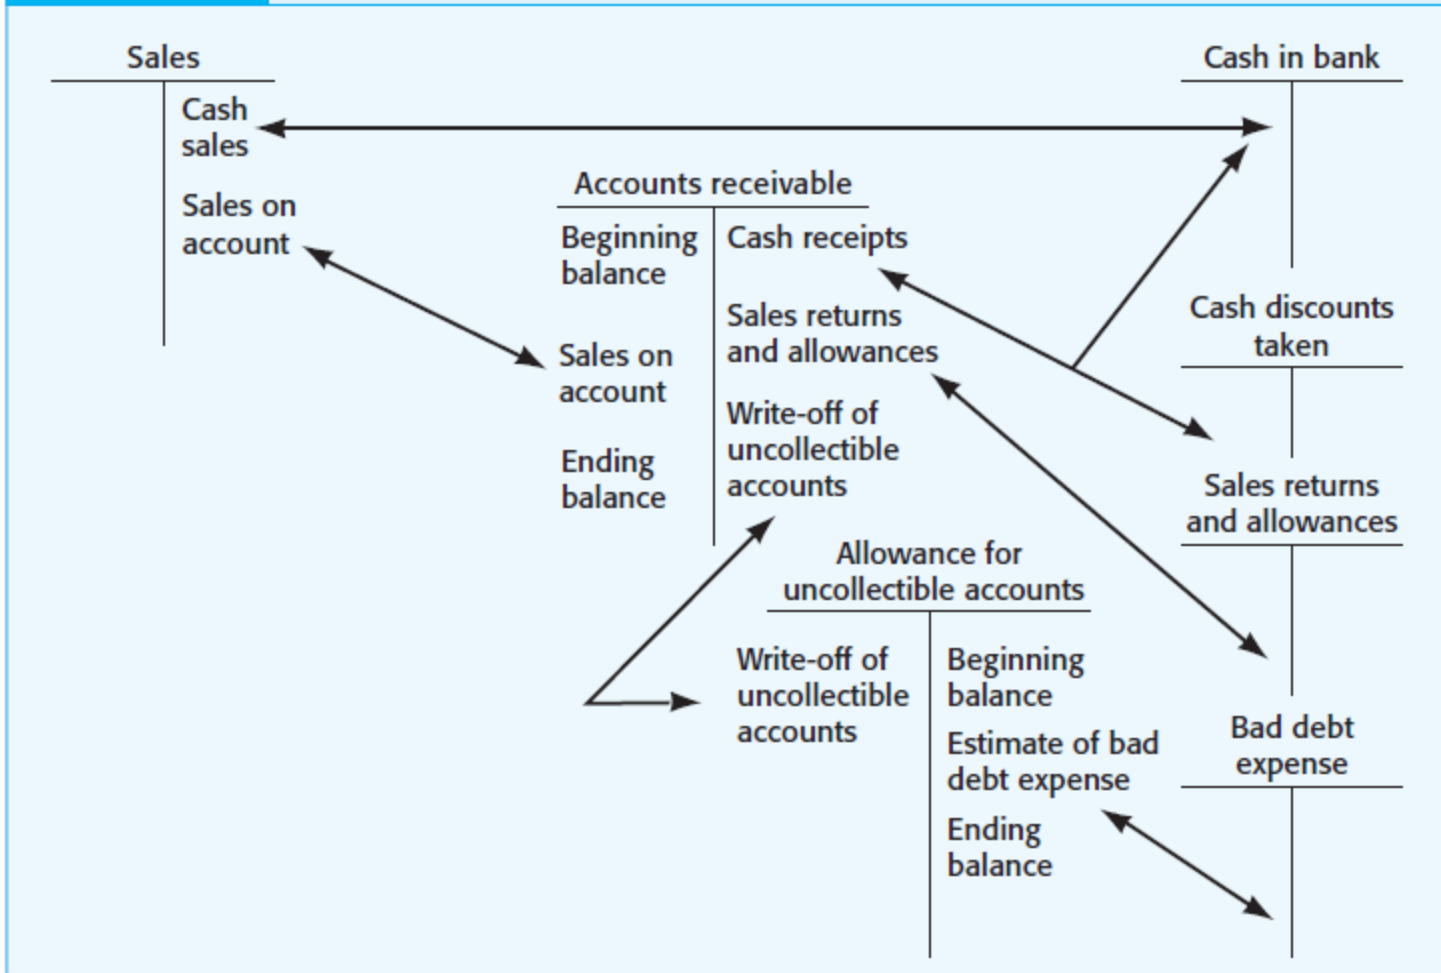 Sales
Cash
sales
Sales on
account
Accounts receivable
Beginning
balance
Sales on
account
Ending
balance
Cash receipts
Sales returns
and allowances
Write-off of
uncollectible
accounts
Allowance for
uncollectible accounts
Write-off of
uncollectible
accounts
Beginning
balance
Estimate of bad
debt expense
Ending
balance
Cash in bank
Cash discounts
taken
Sales returns
and allowances
Bad debt
expense